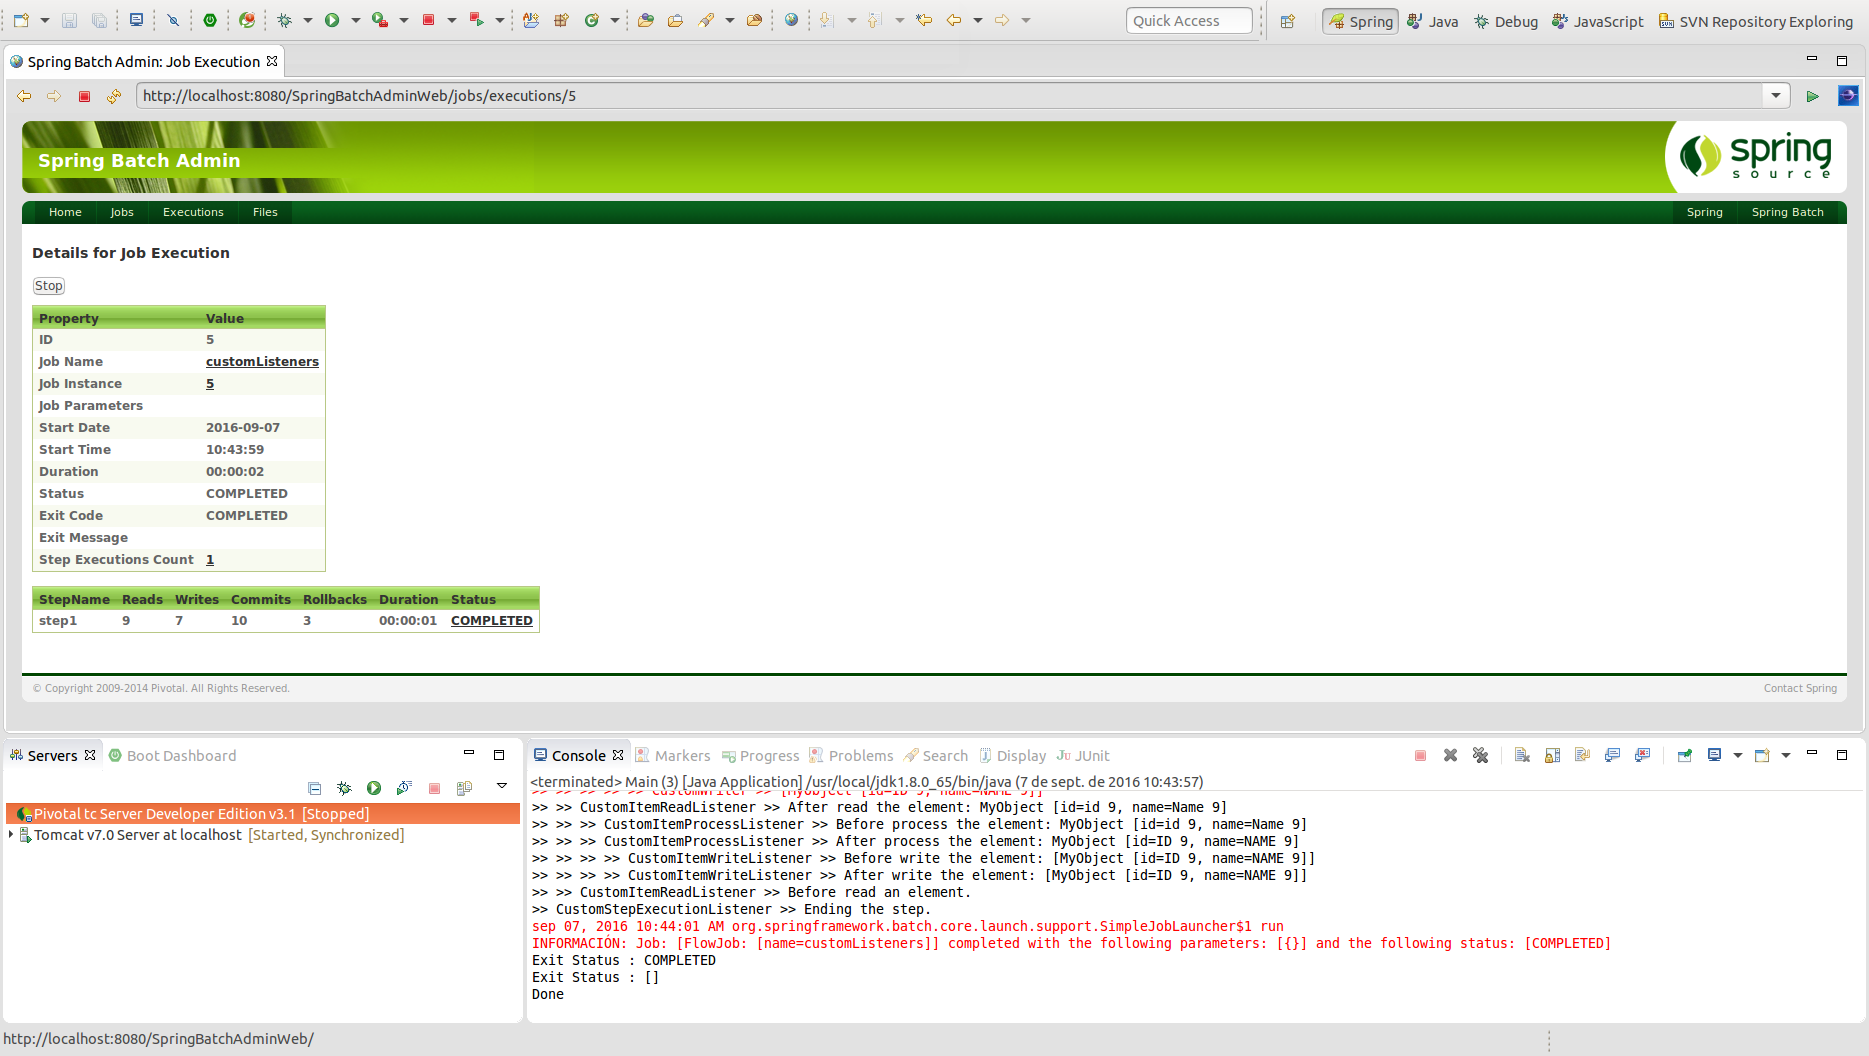 Quick Access
Spring
Java
Debug
JavaScript
SVN Repository Exploring
Spring Batch Admin: Job Execution
http://localhost:8080/SpringBatchAdminWeb/jobs/executions/5
Spring Batch Admin
spring
source
Home Jobs Executions Files Spring Spring Batch
Details for Job Execution
Stop
Property Value
ID 5
Job Name customListeners
Job Instance 5
Job Parameters
Start Date 2016-09-07
Start Time 10:43:59
Duration 00:00:02
Status COMPLETED
Exit Code COMPLETED
Exit Message
Step Executions Count 1
StepName Reads Writes Commits Rollbacks Duration Status
step1 9 7 10 3 00:00:01 COMPLETED
© Copyright 2009-2014 Pivotal. All Rights Reserved. Contact Spring
Servers Boot Dashboard
Pivotal tc Server Developer Edition v3.1 [Stopped]
Tomcat v7.0 Server at localhost [Started, Synchronized]
Console Markers Progress Problems Search Display JUnit
<terminated> Main (3) [Java Application] /usr/local/jdk1.8.0_65/bin/java (7 de sept. de 2016 10:43:57)
>> >> >> >> >> CustomWriter >> [MyObject [id=ID 9, name=NAME 9]]
>> >> CustomItemReadListener >> After read the element: MyObject [id=id 9, name=Name 9]
>> >> >> CustomItemProcessListener >> Before process the element: MyObject [id=id 9, name=Name 9]
>> >> >> CustomItemProcessListener >> After process the element: MyObject [id=ID 9, name=NAME 9]
>> >> >> >> CustomItemWriteListener >> Before write the element: [MyObject [id=ID 9, name=NAME 9]]
>> >> >> >> CustomItemWriteListener >> After write the element: [MyObject [id=ID 9, name=NAME 9]]
>> >> CustomItemReadListener >> Before read an element.
>> CustomStepExecutionListener >> Ending the step.
sep 07, 2016 10:44:01 AM org.springframework.batch.core.launch.support.SimpleJobLauncher$1 run
INFORMACIÓN: Job: [FlowJob: [name=customListeners]] completed with the following parameters: [{}] and the following status: [COMPLETED]
Exit Status : COMPLETED
Exit Status : []
Done
http://localhost:8080/SpringBatchAdminWeb/